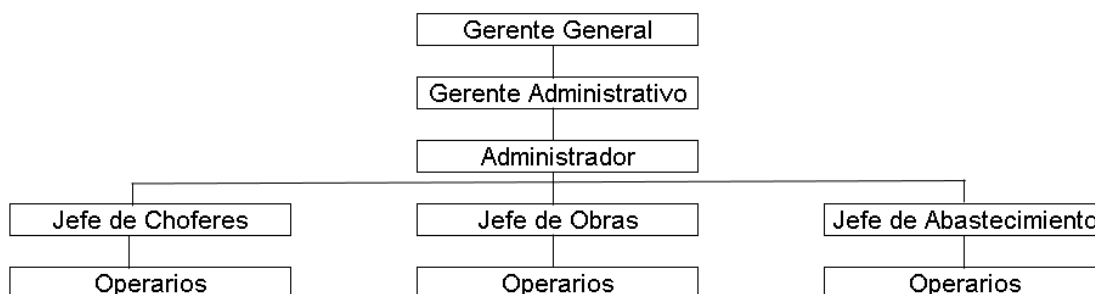 Gerente General
Gerente Administrativo
Administrador
Jefe de Choferes
Jefe de Obras
Jefe de Abastecimiento
Operarios
Operarios
Operarios